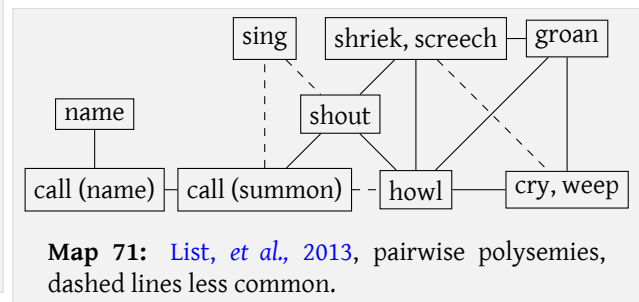 sing
shriek, screech
groan
shout
name
call (name)
call (summon)
howl
cry, weep
Map 71: List, et al., 2013, pairwise polysemies,
dashed lines less common.